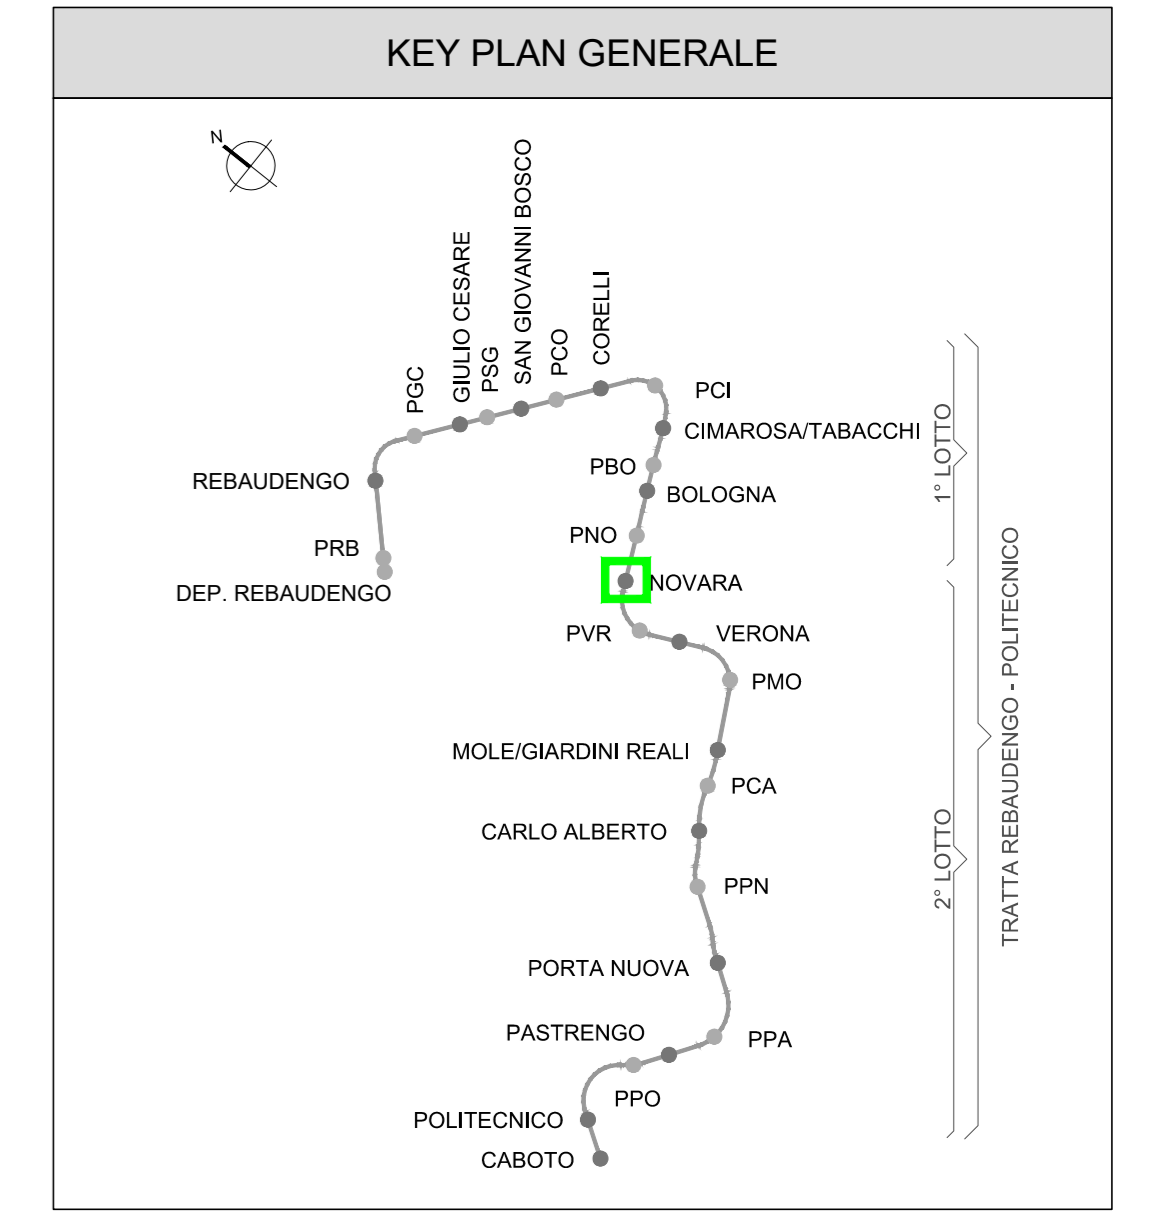 KEY PLAN GENERALE
N
PGC
GIULIO CESARE
PSG
SAN GIOVANNI BOSCO
PCO
CORELLI
PCI
CIMAROSA/TABACCHI
PBO
BOLOGNA
REBAUDENGO
PNO
PRB
NOVARA
DEP. REBAUDENGO
PVR
VERONA
PMO
MOLE/GIARDINI REALI
PCA
CARLO ALBERTO
PPN
PORTA NUOVA
PASTRENGO
PPA
PPO
POLITECNICO
CABOTO
1° LOTTO
2° LOTTO
TRATTA REBAUDENGO - POLITECNICO